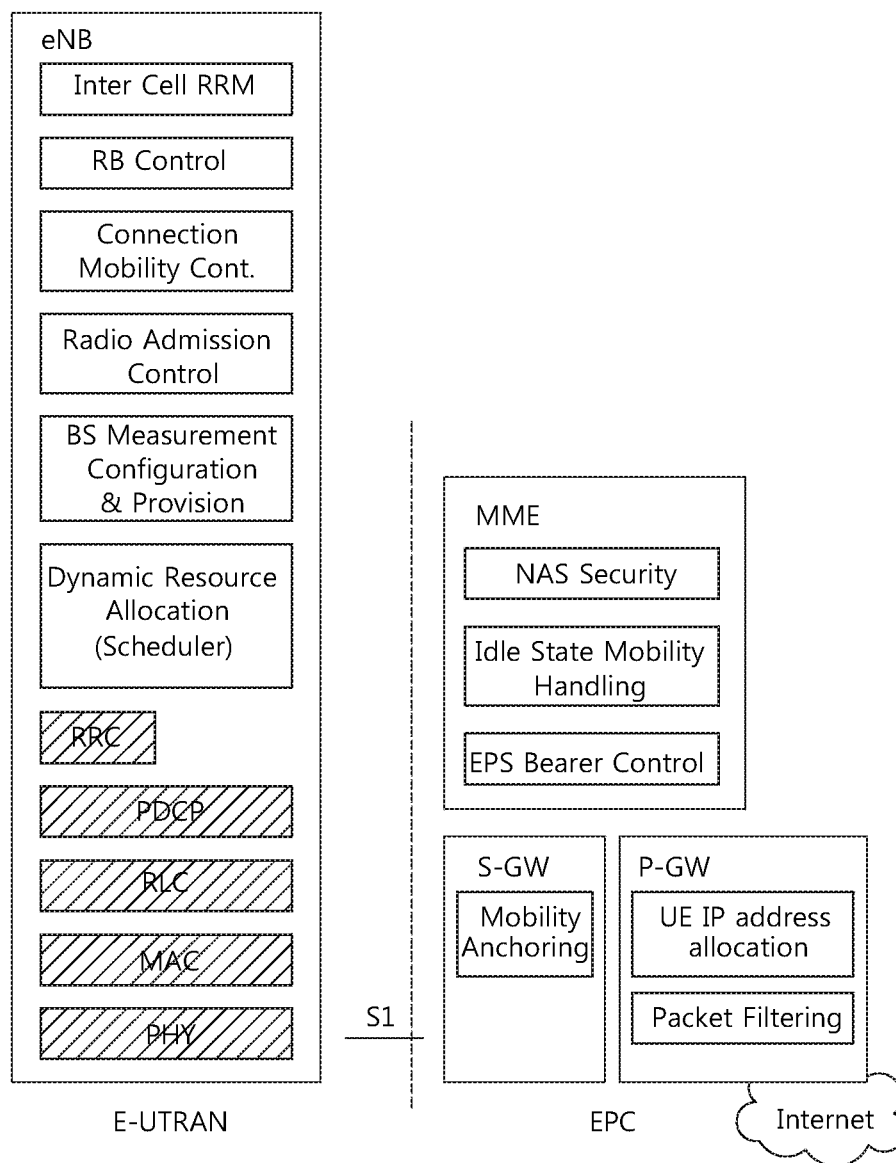 eNB
Inter Cell RRM
RB Control
Connection
Mobility Cont.
Radio Admission
Control
BS Measurement
Configuration
& Provision
Dynamic Resource
Allocation
(Scheduler)
RRC
PDCP
RLC
MAC
PHY
S1
MME
NAS Security
Idle State Mobility
Handling
EPS Bearer Control
S-GW
Mobility
Anchoring
P-GW
UE IP address
allocation
Packet Filtering
E-UTRAN
EPC
Internet